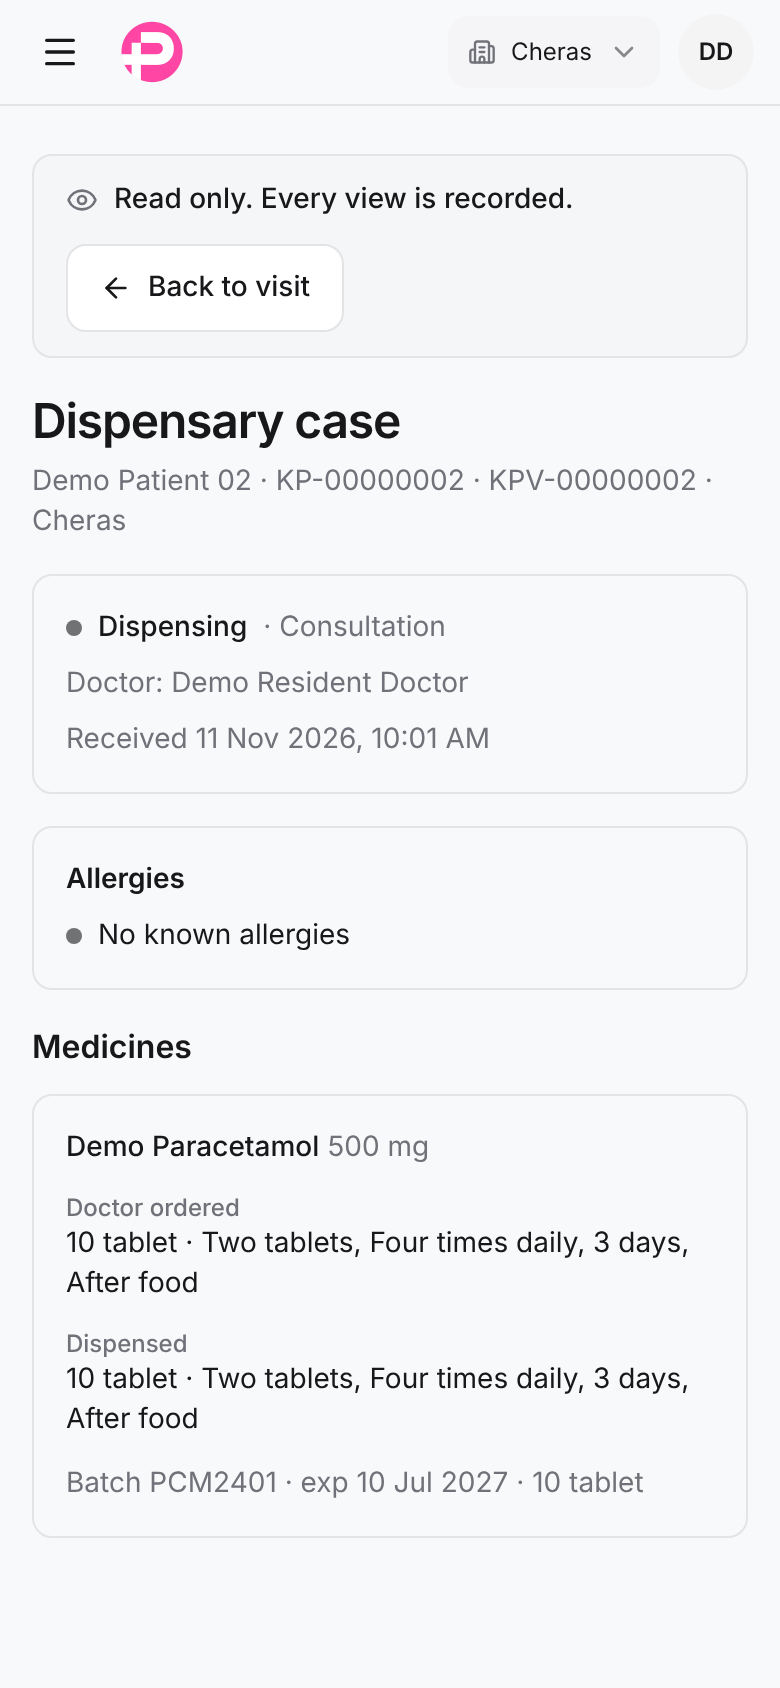 Cheras
DD
Read only. Every view is recorded.
Back to visit
Dispensary case
Demo Patient 02 · KP-00000002 · KPV-00000002 ·
Cheras
Dispensing · Consultation
Doctor: Demo Resident Doctor
Received 11 Nov 2026, 10:01 AM
Allergies
No known allergies
Medicines
Demo Paracetamol 500 mg
Doctor ordered
10 tablet · Two tablets, Four times daily, 3 days,
After food
Dispensed
10 tablet · Two tablets, Four times daily, 3 days,
After food
Batch PCM2401 · exp 10 Jul 2027 · 10 tablet